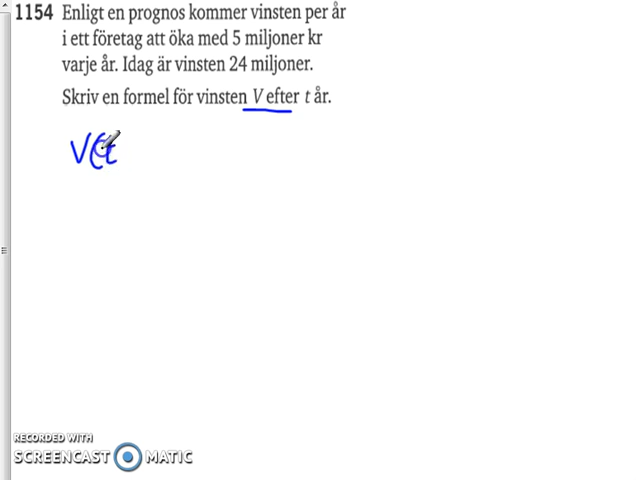 1154 Enligt en prognos kommer vinsten per år
i ett företag att öka med 5 miljoner kr
varje år. Idag är vinsten 24 miljoner.
Skriv en formel för vinsten V efter t år.
V(t
RECORDED WITH
SCREENCAST MATIC